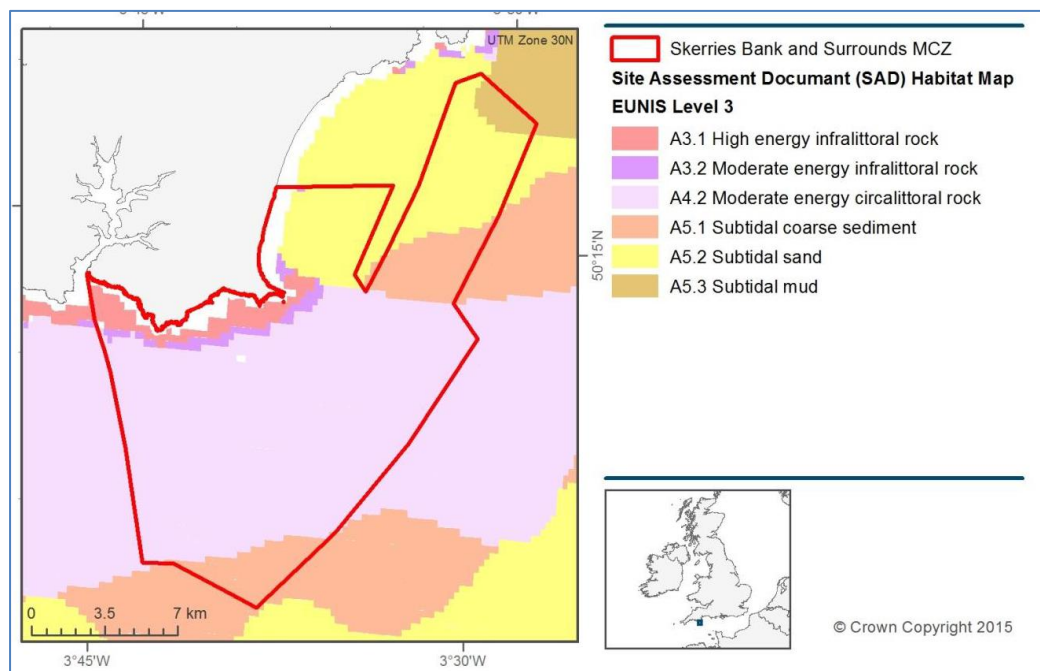 UTM Zone 30N
50°15'N
0 3.5 7 km
3°45'W 3°30'W
Skerries Bank and Surrounds MCZ
Site Assessment Documant (SAD) Habitat Map
EUNIS Level 3
A3.1 High energy infralittoral rock
A3.2 Moderate energy infralittoral rock
A4.2 Moderate energy circalittoral rock
A5.1 Subtidal coarse sediment
A5.2 Subtidal sand
A5.3 Subtidal mud
© Crown Copyright 2015